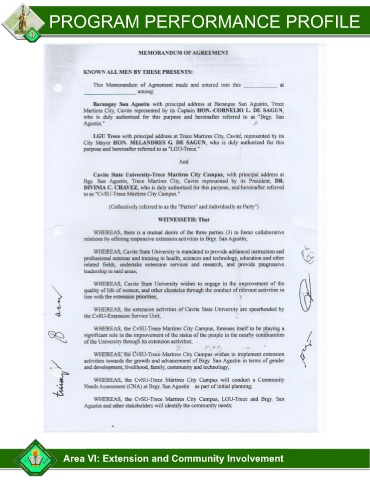 PROGRAM PERFORMANCE PROFILE
MEMORANDUM OF AGREEMENT
KNOWN ALL MEN BY THESE PRESENTS:
This Memorandum of Agreement made and entered into this ____________ at
________________ among:
Barangay San Agustin with principal address at Barangay San Agustin, Trece
Martires City, Cavite represented by its Captain HON. CORNELIO L. DE SAGUN,
who is duly authorized for this purpose and hereinafter referred to as "Brgy. San
Agustin."
LGU Trece with principal address at Trece Martires City, Cavite, represented by its
City Mayor HON. MELANDRES G. DE SAGUN, who is duly authorized for this
purpose and hereinafter referred to as "LGU-Trece."
And
Cavite State University-Trece Martires City Campus, with principal address at
Bgy. San Agustin, Trece Martires City, Cavite represented by its President, DR.
DIVINIA C. CHAVEZ, who is duly authorized for this purpose, and hereinafter referred
to as "CvSU-Trece Martires City Campus."
(Collectively referred to as the "Parties" and individually as Party")
WITNESSETH: That
WHEREAS, there is a mutual desire of the three parties (3) to foster collaborative
relations by offering responsive extension activities in Brgy. San Agustin;
WHEREAS, Cavite State University is mandated to provide advanced instruction and
professional seminar and training in health, sciences and technology, education and other
related fields, undertake extension services and research, and provide progressive
leadership in said areas;
WHEREAS, Cavite State University wishes to engage in the improvement of the
quality of life of women, and other clienteles through the conduct of relevant activities in
line with the extension priorities;
WHEREAS, the extension activities of Cavite State University are spearheaded by
the CvSU-Extension Service Unit,
WHEREAS, the CvSU-Trece Martires City Campus, foresees itself to be playing a
significant role in the improvement of the status of the people in the nearby communities
of the University through its extension activities;
WHEREAS, the CvSU-Trece Martires City Campus wishes to implement extension
activities towards the growth and advancement of Brgy. San Agustin in terms of gender
and development, livelihood, family, community and technology;
WHEREAS, the CvSU-Trece Martires City Campus will conduct a Community
Needs Assessment (CNA) at Brgy. San Agustin as part of initial planning;
WHEREAS, the CvSU-Trece Martires City Campus, LGU-Trece and Brgy. San
Agustin and other stakeholders will identify the community needs;
Area VI: Extension and Community Involvement